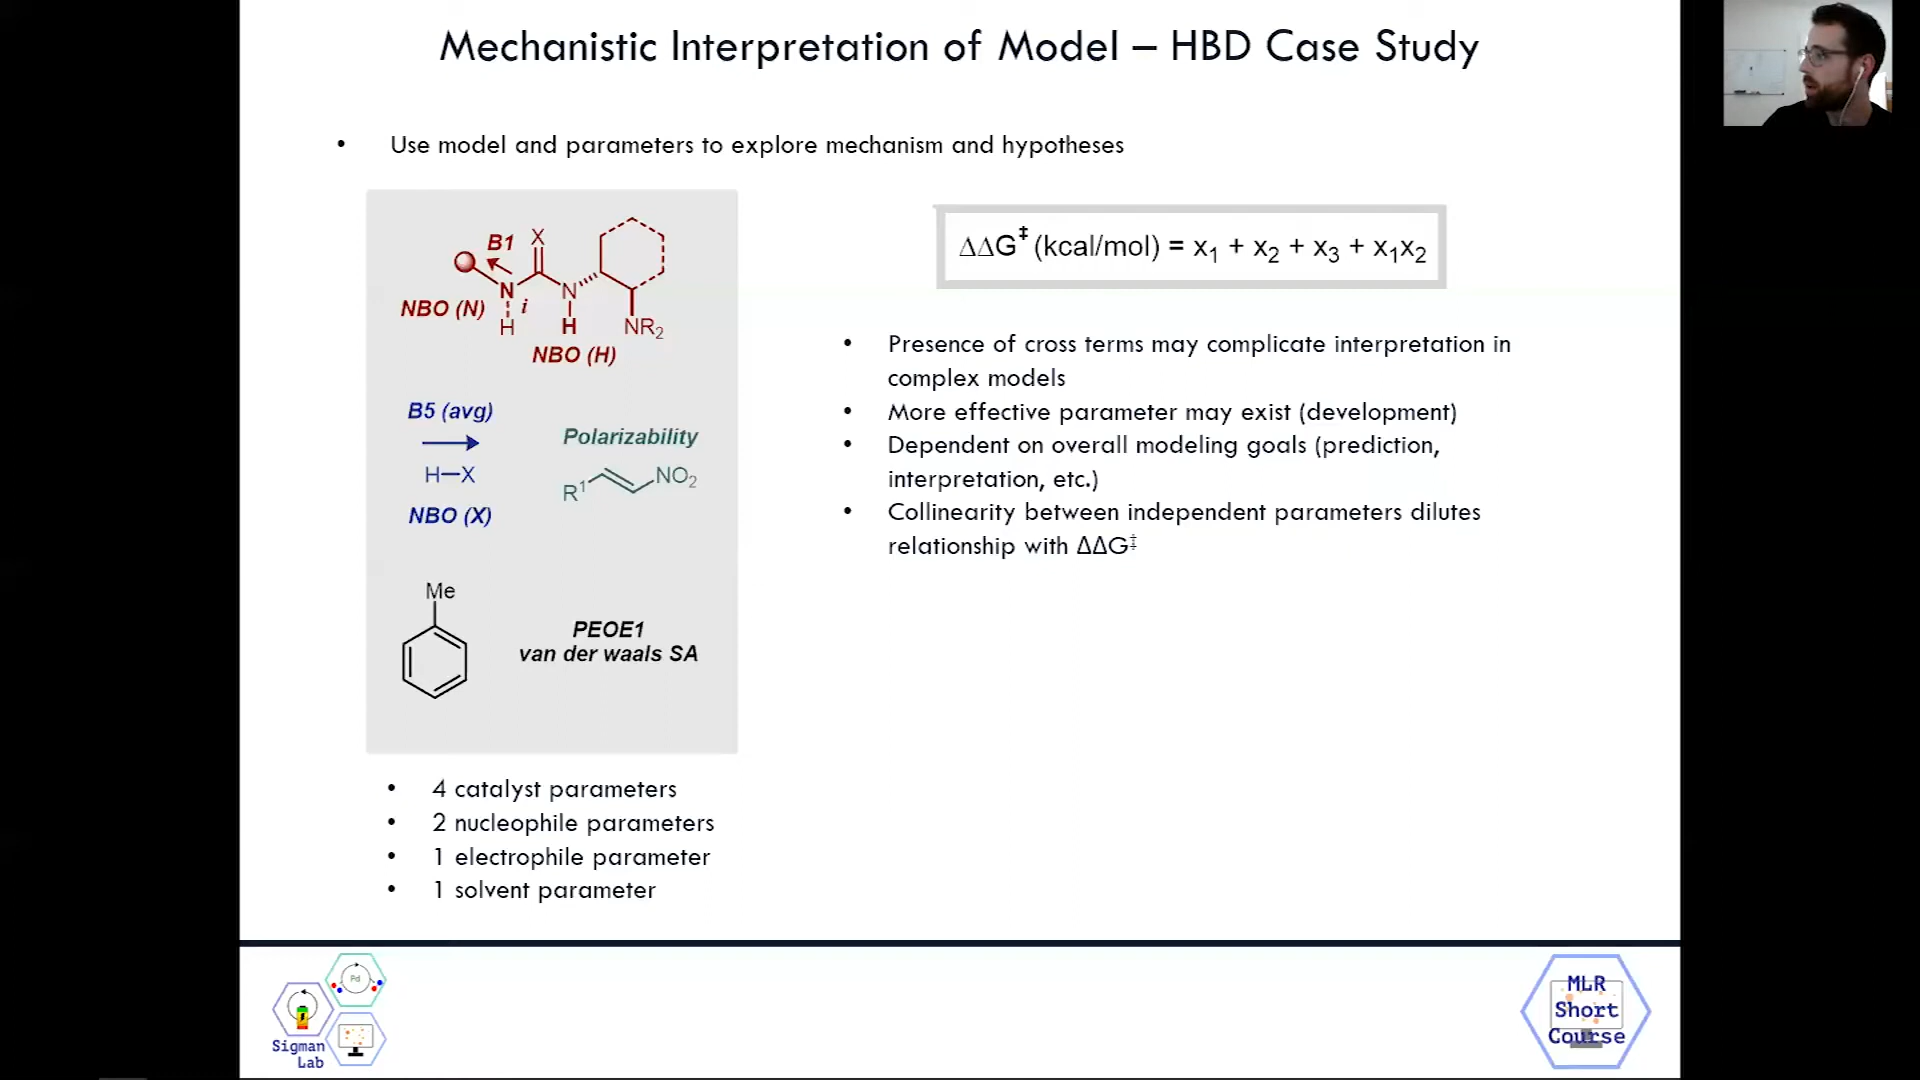 Mechanistic Interpretation of Model – HBD Case Study
• Use model and parameters to explore mechanism and hypotheses
B1
X
NBO (N)
N
i
N
H
H
NR2
NBO (H)
B5 (avg)
H—X
NBO (X)
Polarizability
R1
NO2
Me
PEOE1
van der waals SA
• 4 catalyst parameters
• 2 nucleophile parameters
• 1 electrophile parameter
• 1 solvent parameter
ΔΔG‡ (kcal/mol) = x1 + x2 + x3 + x1x2
• Presence of cross terms may complicate interpretation in
complex models
• More effective parameter may exist (development)
• Dependent on overall modeling goals (prediction,
interpretation, etc.)
• Collinearity between independent parameters dilutes
relationship with ΔΔG‡
Pd
Sigman
Lab
MLR
Short
Course